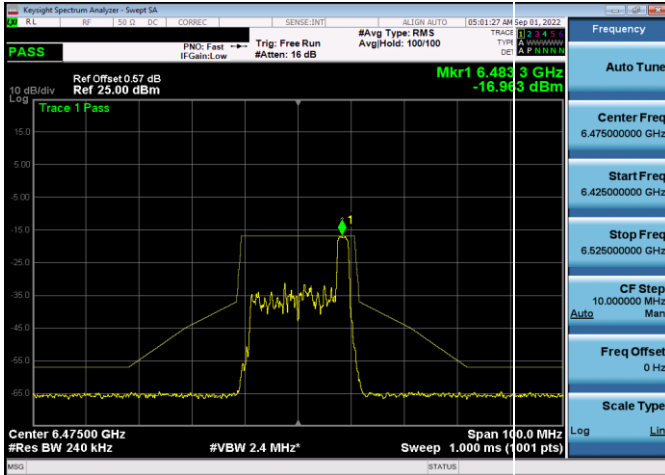 Keysight Spectrum Analyzer - Swept SA
RL RF 50 Ω DC CORREC SENSE:INT ALIGN AUTO 05:01:27 AM Sep 01, 2022
#Avg Type: RMS TRACE 1 2 3 4 5 6
PASS PNO: Fast Trig: Free Run Avg|Hold: 100/100 TYPE A WWWWW
IFGain:Low #Atten: 16 dB DET A P N N N N
Ref Offset 0.57 dB Mkr1 6.483 3 GHz
10 dB/div Ref 25.00 dBm -16.963 dBm
Log
Trace 1 Pass
15.0
5.00
-5.00
1
-15.0
-25.0
-35.0
-45.0
-55.0
-65.0
Center 6.47500 GHz Span 100.0 MHz
#Res BW 240 kHz #VBW 2.4 MHz* Sweep 1.000 ms (1001 pts)
MSG STATUS
Frequency
Auto Tune
Center Freq
6.475000000 GHz
Start Freq
6.425000000 GHz
Stop Freq
6.525000000 GHz
CF Step
10.000000 MHz
Auto Man
Freq Offset
0 Hz
Scale Type
Log Lin